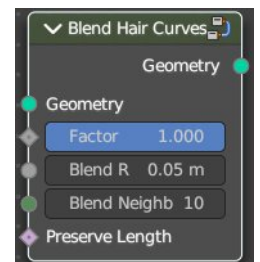 Blend Hair Curves
Geometry
Geometry
Factor 1.000
Blend R 0.05 m
Blend Neighb 10
Preserve Length